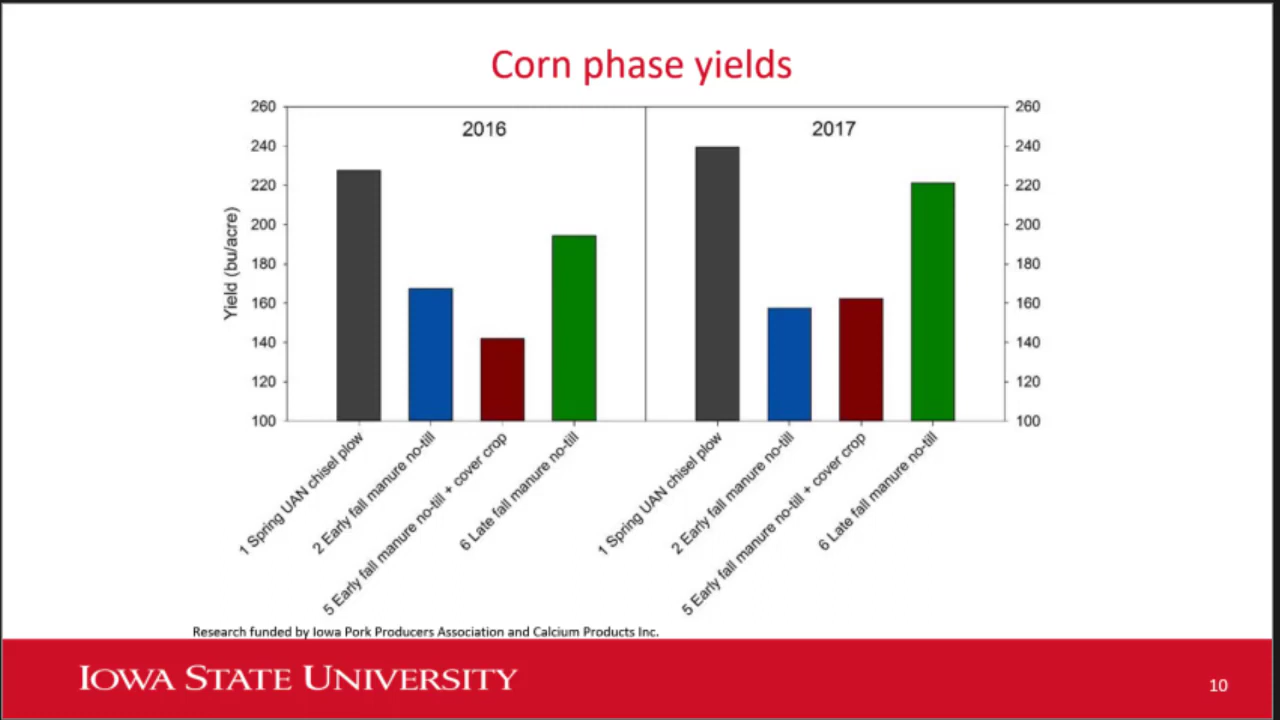 Corn phase yields
2016
2017
260
240
220
200
180
160
140
120
100
Yield (bu/acre)
260
240
220
200
180
160
140
120
100
1 Spring UAN chisel plow
2 Early fall manure no-till
5 Early fall manure no-till + cover crop
6 Late fall manure no-till
1 Spring UAN chisel plow
2 Early fall manure no-till
5 Early fall manure no-till + cover crop
6 Late fall manure no-till
Research funded by Iowa Pork Producers Association and Calcium Products Inc.
IOWA STATE UNIVERSITY
10